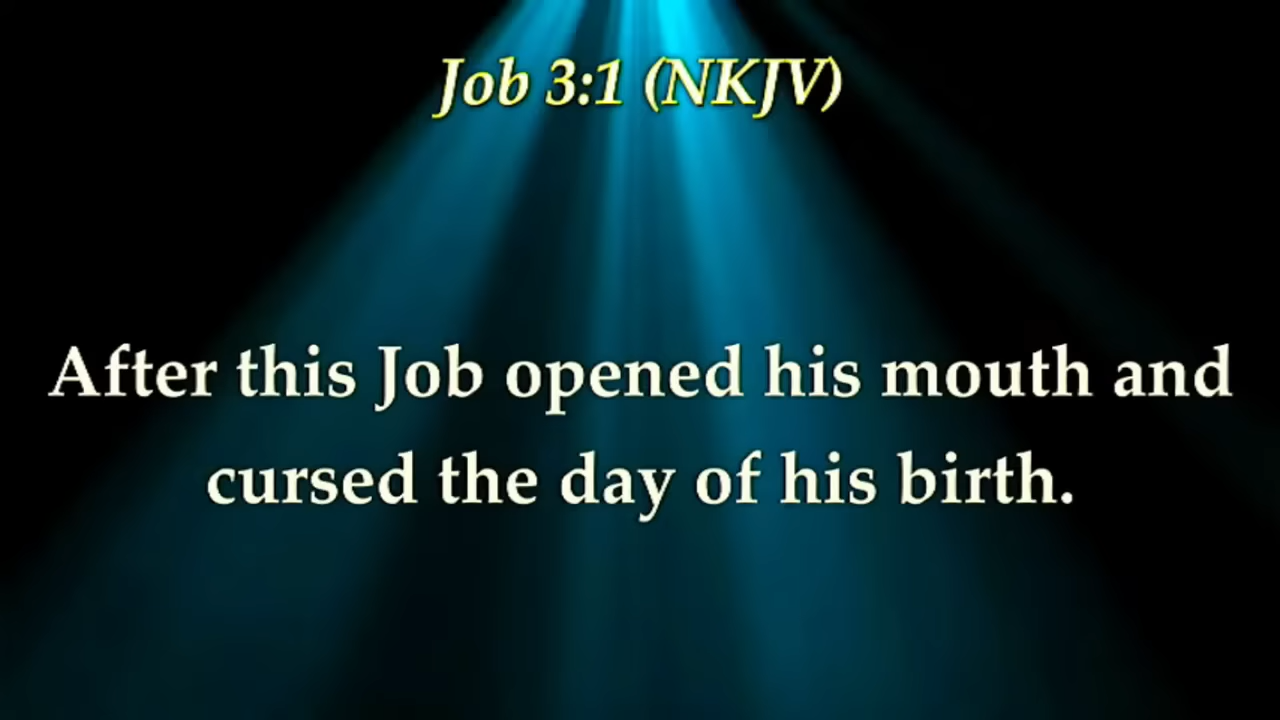 Job 3:1 (NKJV)
After this Job opened his mouth and
cursed the day of his birth.